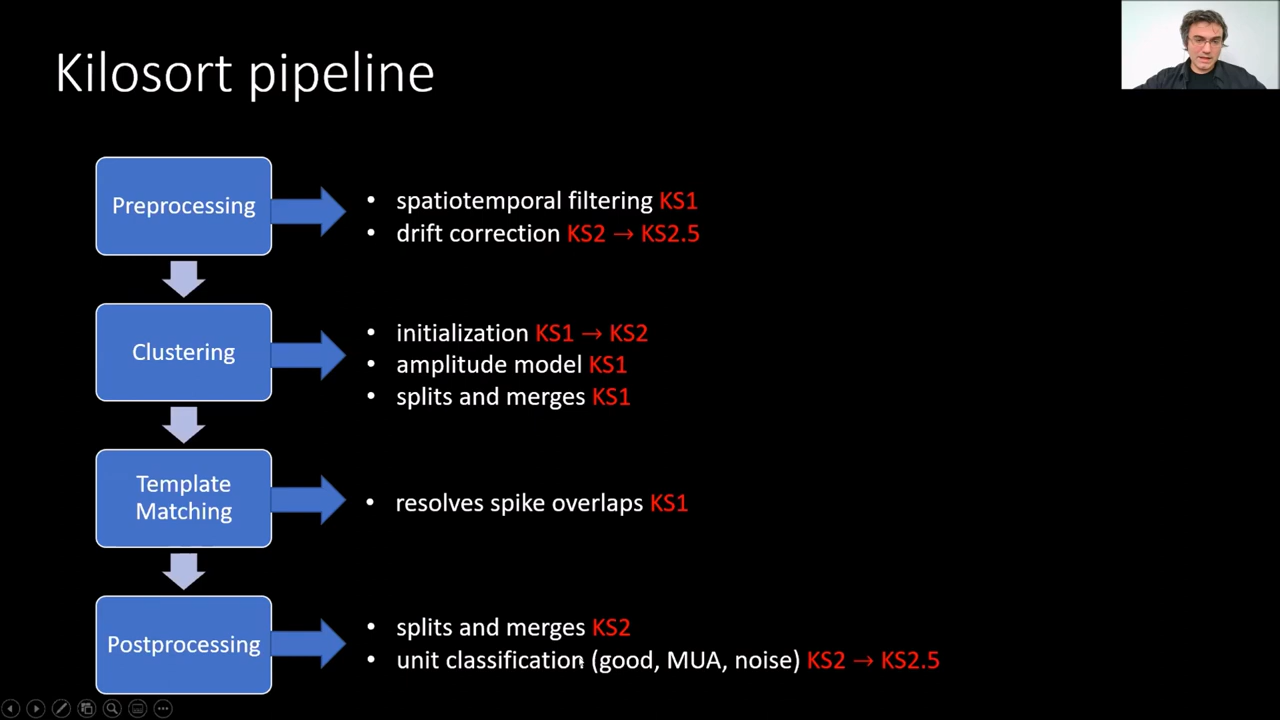 Kilosort pipeline
Preprocessing
• spatiotemporal filtering KS1
• drift correction KS2 → KS2.5
Clustering
• initialization KS1 → KS2
• amplitude model KS1
• splits and merges KS1
Template
Matching
• resolves spike overlaps KS1
Postprocessing
• splits and merges KS2
• unit classification (good, MUA, noise) KS2 → KS2.5